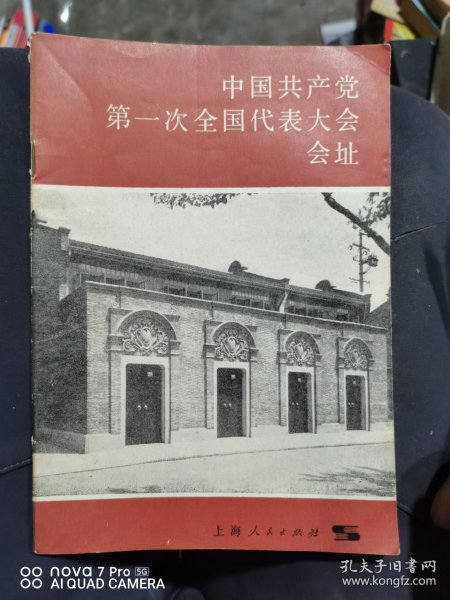 中国共产党
第一次全国代表大会
会址
上海人民出版社
nova 7 Pro 5G
AI QUAD CAMERA
孔夫子旧书网
www.kongfz.com